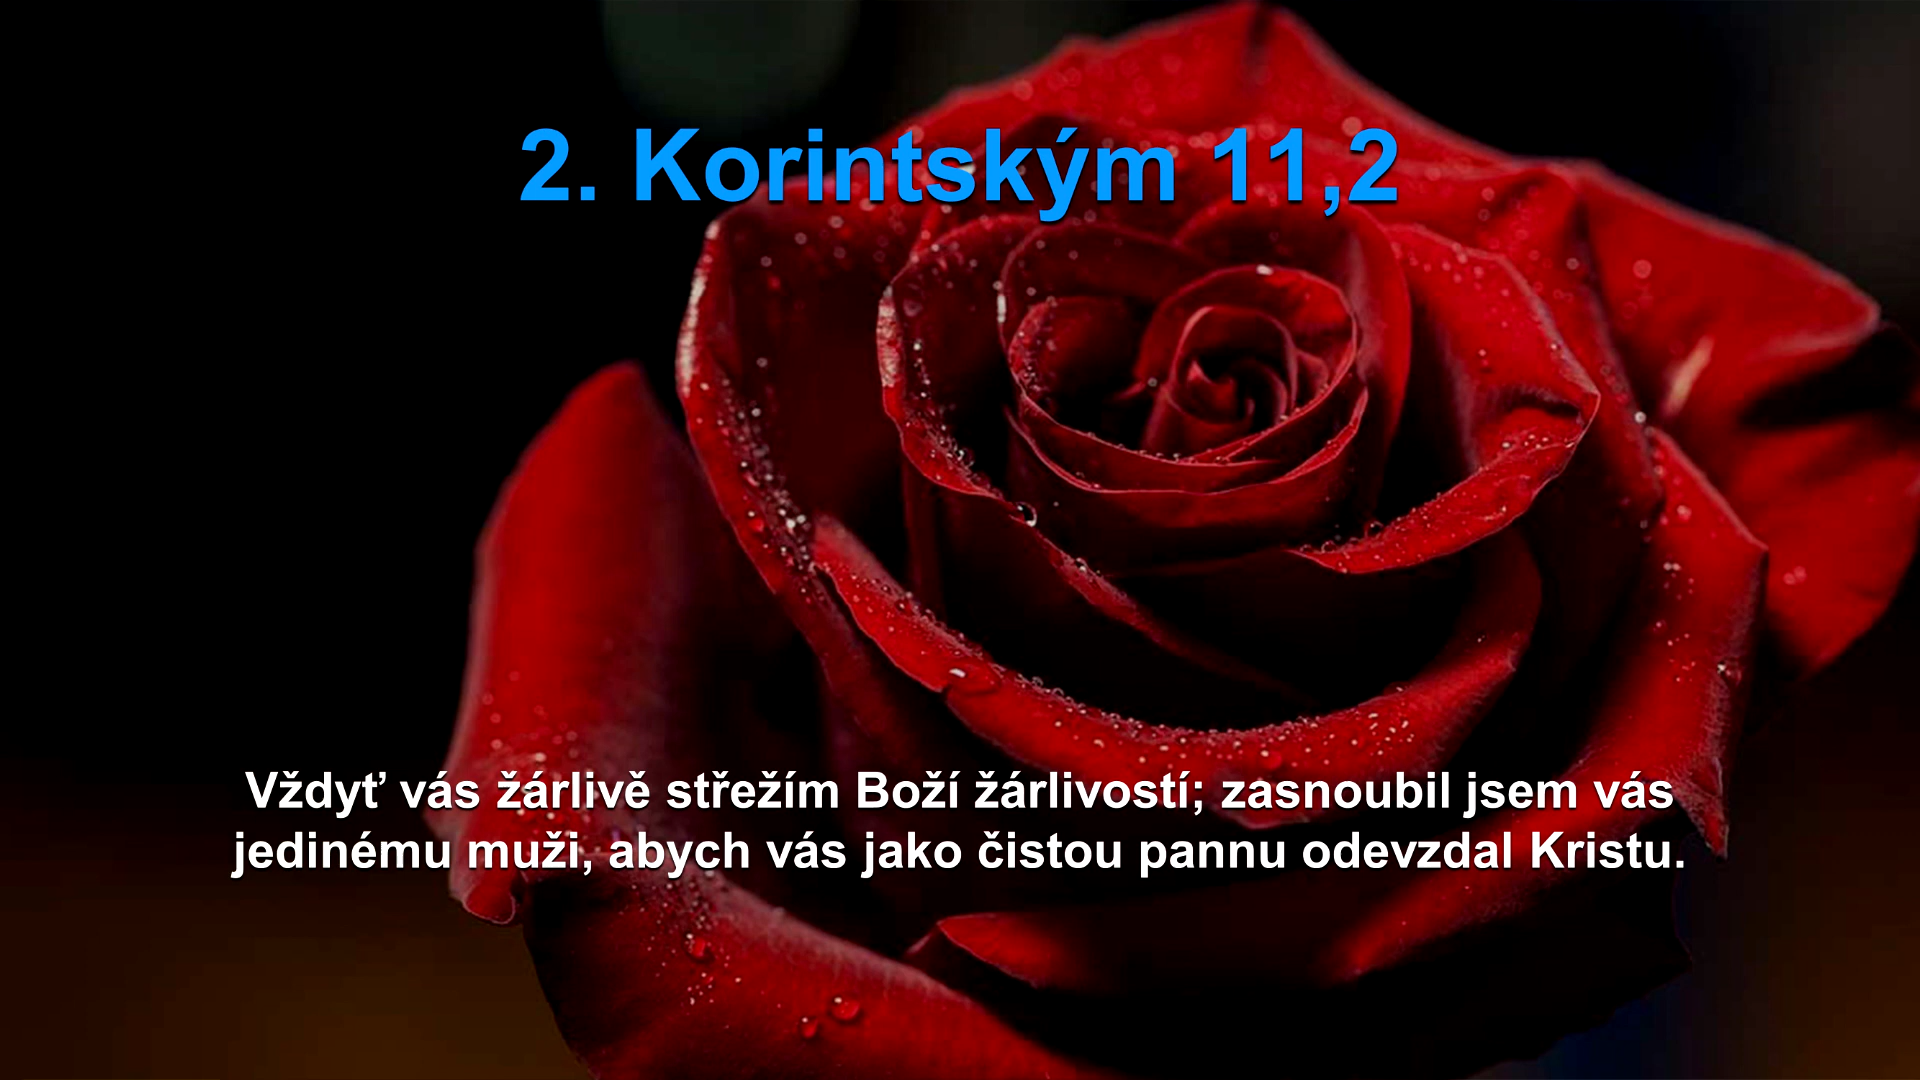 2. Korintským 11,2
Vždyť vás žárlivě střežím Boží žárlivostí; zasnoubil jsem vás
jedinému muži, abych vás jako čistou pannu odevzdal Kristu.